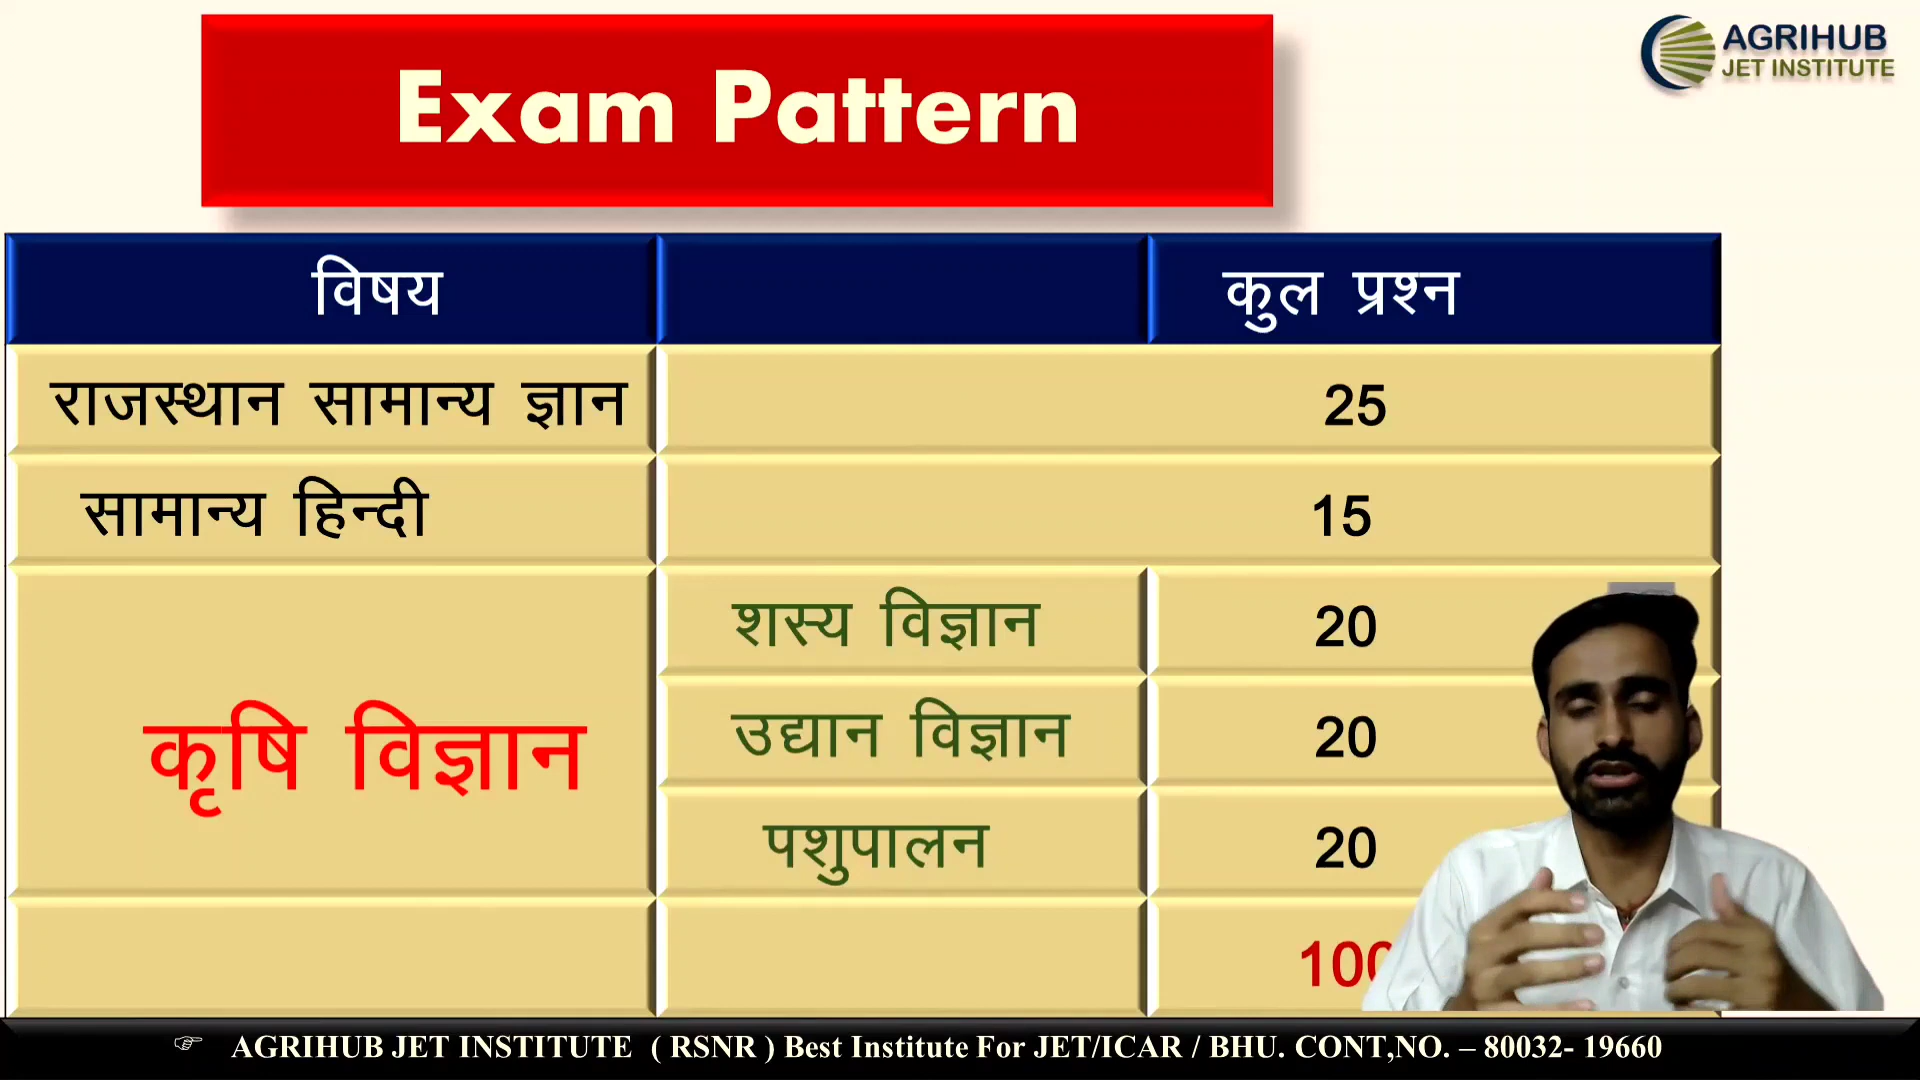 Exam Pattern
AGRIHUB
JET INSTITUTE
विषय कुल प्रश्न
राजस्थान सामान्य ज्ञान 25
सामान्य हिन्दी 15
शस्य विज्ञान 20
कृषि विज्ञान उद्यान विज्ञान 20
पशुपालन 20
100
☞ AGRIHUB JET INSTITUTE ( RSNR ) Best Institute For JET/ICAR / BHU. CONT,NO. – 80032- 19660